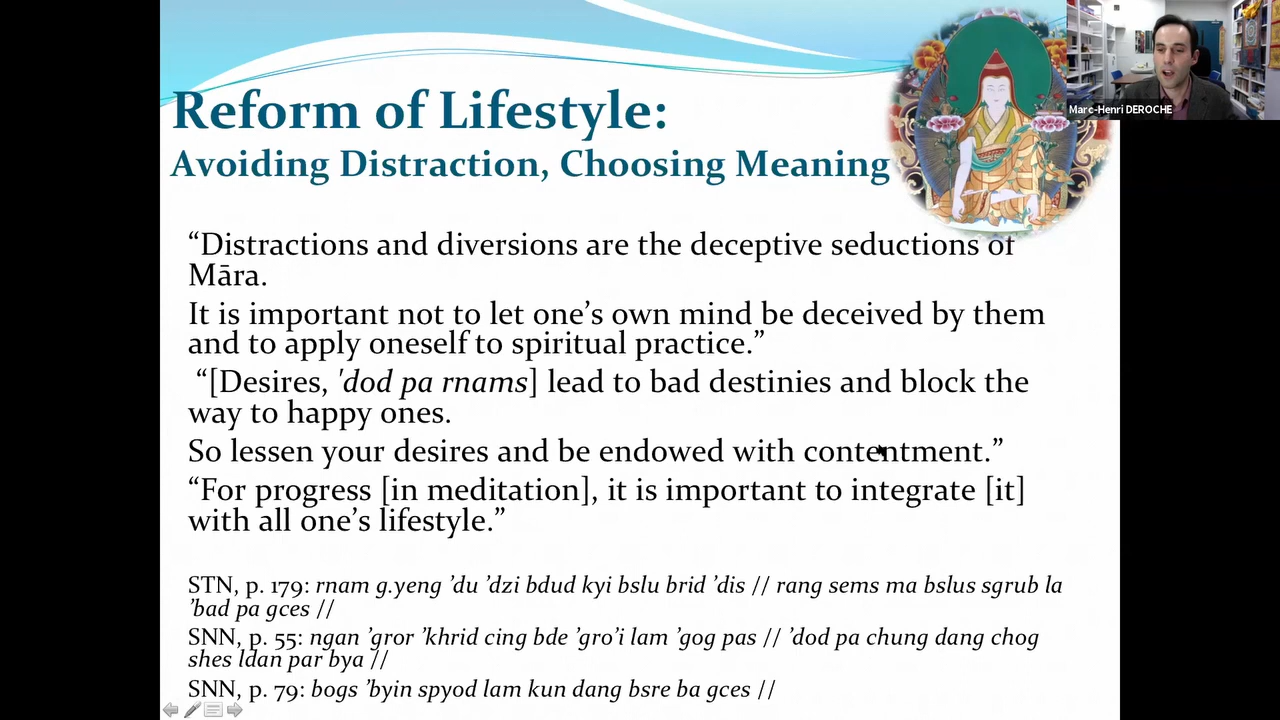 Marc-Henri DEROCHE
Reform of Lifestyle:
Avoiding Distraction, Choosing Meaning
“Distractions and diversions are the deceptive seductions of
Māra.
It is important not to let one’s own mind be deceived by them
and to apply oneself to spiritual practice.”
“[Desires, 'dod pa rnams] lead to bad destinies and block the
way to happy ones.
So lessen your desires and be endowed with contentment.”
“For progress [in meditation], it is important to integrate [it]
with all one’s lifestyle.”
STN, p. 179: rnam g.yeng ’du ’dzi bdud kyi bslu brid ’dis // rang sems ma bslus sgrub la
’bad pa gces //
SNN, p. 55: ngan ’gror ’khrid cing bde ’gro’i lam ’gog pas // ’dod pa chung dang chog
shes ldan par bya //
SNN, p. 79: bogs ’byin spyod lam kun dang bsre ba gces //